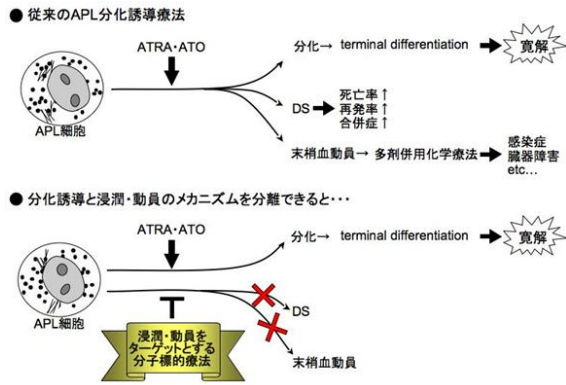 ● 従来のAPL分化誘導療法
ATRA・ATO
分化→ terminal differentiation
寛解
APL細胞
DS
死亡率↑
再発率↑
合併症↑
末梢血動員→ 多剤併用化学療法
感染症
臓器障害
etc...
● 分化誘導と浸潤・動員のメカニズムを分離できると・・・
ATRA・ATO
分化→ terminal differentiation
寛解
APL細胞
DS
末梢血動員
浸潤・動員を
ターゲットとする
分子標的療法